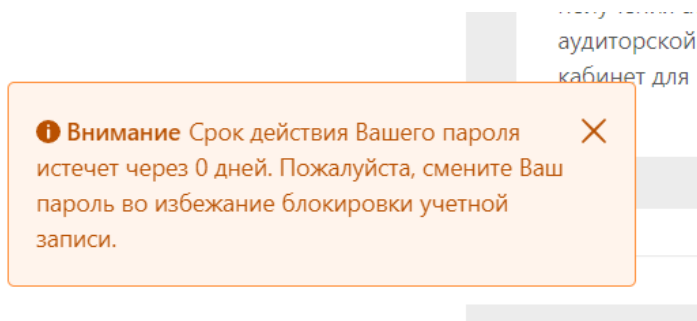 аудиторской
кабинет для
Внимание Срок действия Вашего пароля
истечет через 0 дней. Пожалуйста, смените Ваш
пароль во избежание блокировки учетной
записи.